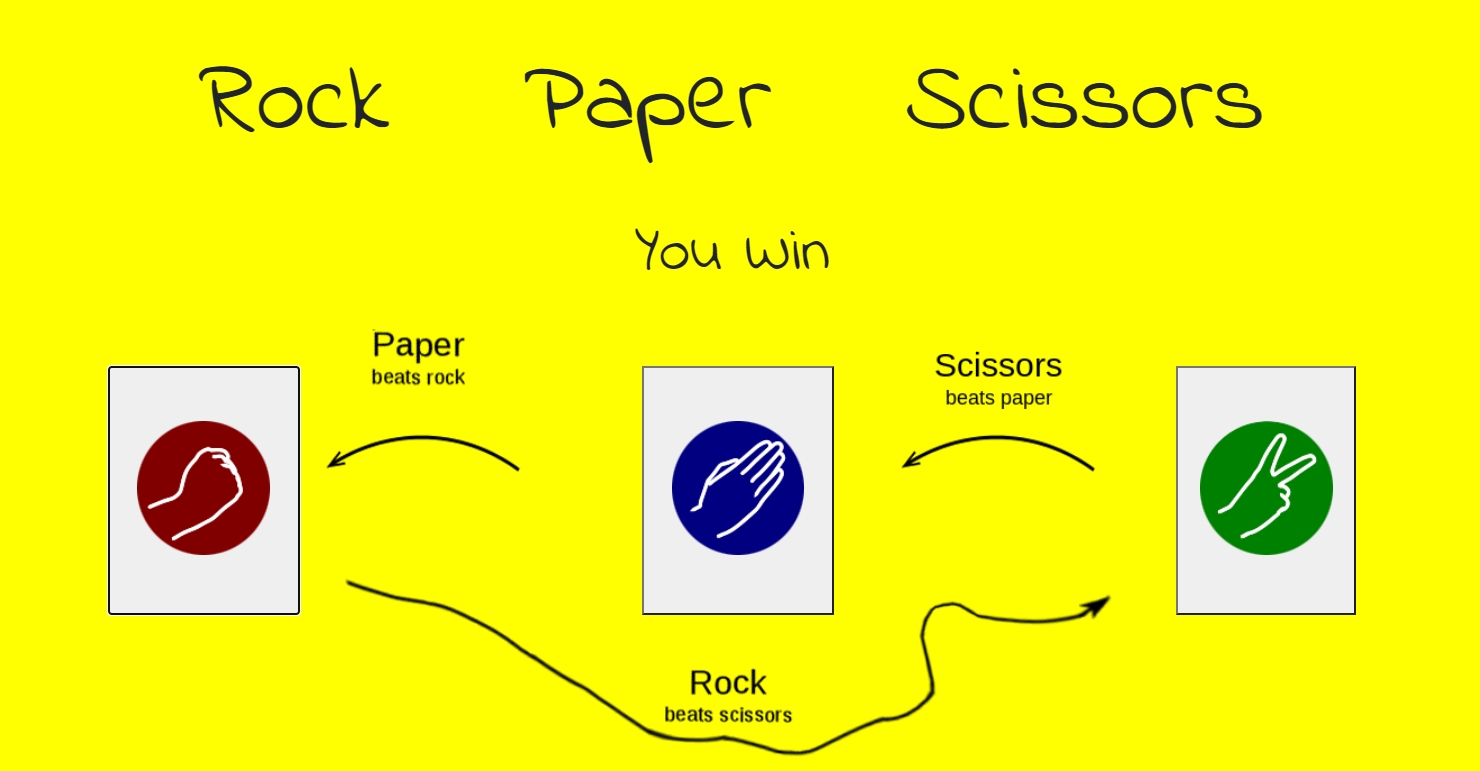 Rock Paper Scissors
You Win
Paper
beats rock
Scissors
beats paper
Rock
beats scissors